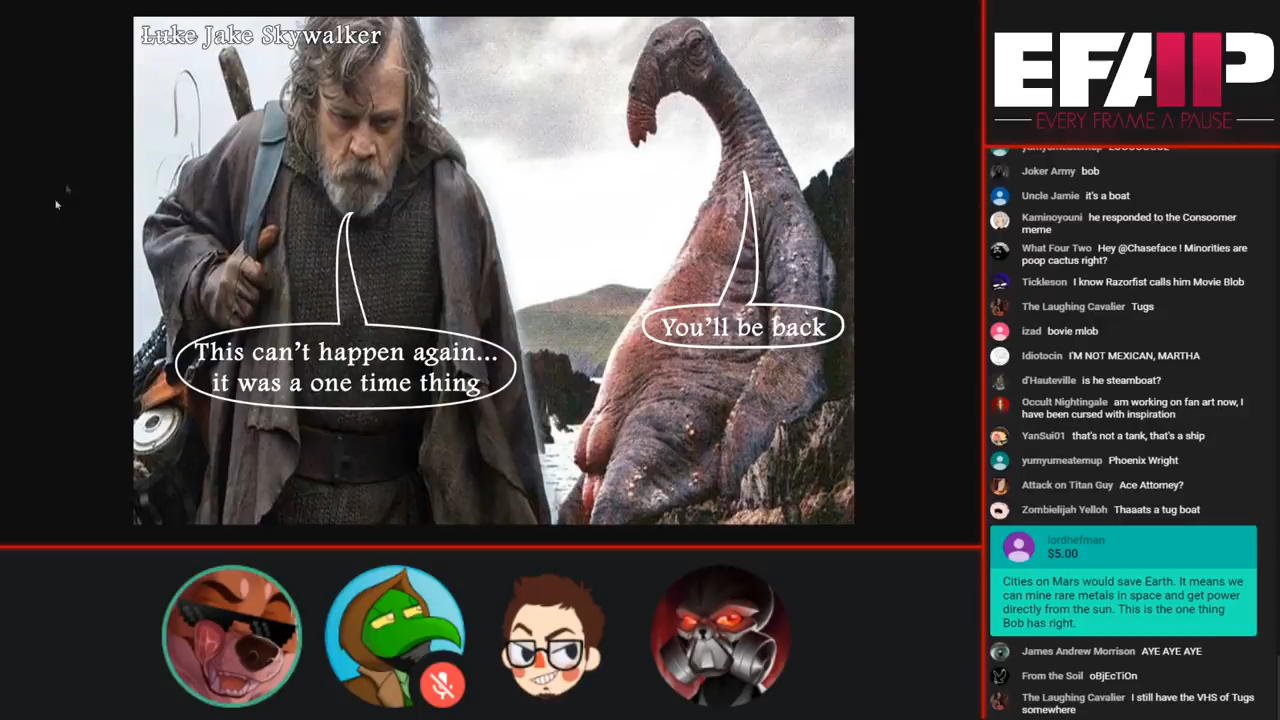 Luke Jake Skywalker
This can't happen again...
it was a one time thing
You'll be back
EFAP
EVERY FRAME A PAUSE
Joker Army bob
Uncle Jamie it's a boat
Kaminoyouni he responded to the Consoomer
meme
What Four Two Hey @Chaseface ! Minorities are
poop cactus right?
Tickleson I know Razorfist calls him Movie Blob
The Laughing Cavalier Tugs
izad bovie mlob
Idiotocin I'M NOT MEXICAN, MARTHA
d'Hauteville is he steamboat?
Occult Nightingale am working on fan art now, I
have been cursed with inspiration
YanSui01 that's not a tank, that's a ship
yumyumeatemup Phoenix Wright
Attack on Titan Guy Ace Attorney?
Zombielijah Yelloh Thaaats a tug boat
lordhefman
$5.00
Cities on Mars would save Earth. It means we
can mine rare metals in space and get power
directly from the sun. This is the one thing
Bob has right.
James Andrew Morrison AYE AYE AYE
From the Soil oBjEcTiOn
The Laughing Cavalier I still have the VHS of Tugs
somewhere